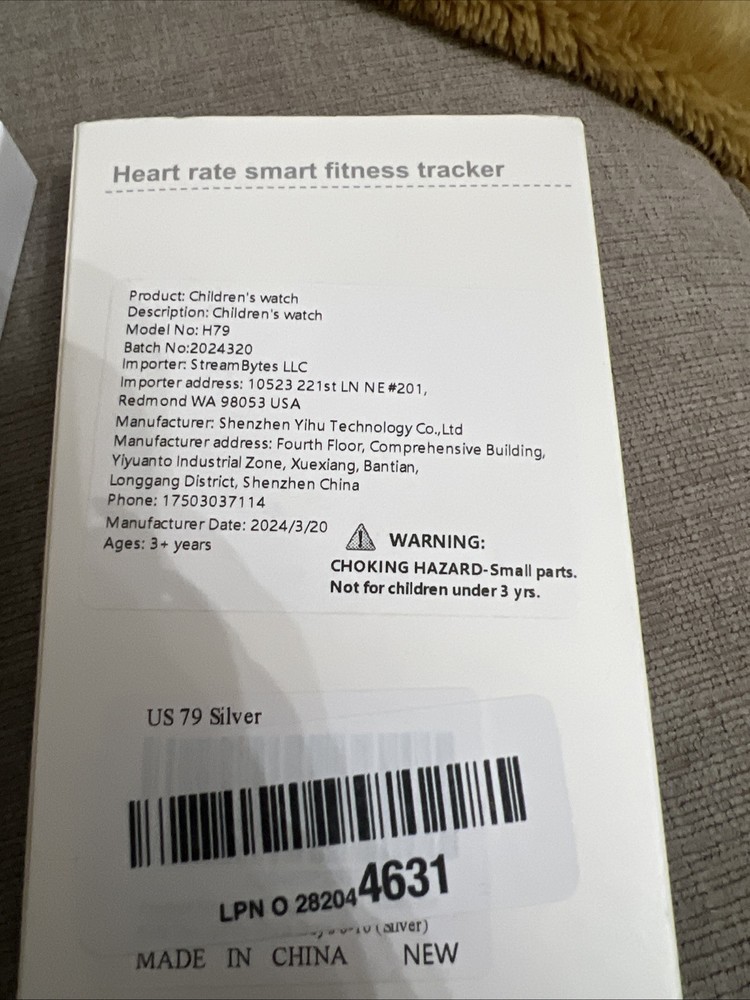 Heart rate smart fitness tracker
Product: Children's watch
Description: Children's watch
Model No: H79
Batch No:2024320
Importer: StreamBytes LLC
Importer address: 10523 221st LN NE#201,
Redmond WA 98053 USA
Manufacturer: Shenzhen Yihu Technology Co.,Ltd
Manufacturer address: Fourth Floor, Comprehensive Building,
Yiyuanto Industrial Zone, Xuexiang, Bantian,
Longgang District, Shenzhen China
Phone: 17503037114
Manufacturer Date: 2024/3/20
Ages: 3+ years
WARNING:
CHOKING HAZARD-Small parts.
Not for children under 3 yrs.
US 79 Silver
LPN O 282044631
MADE IN CHINA NEW